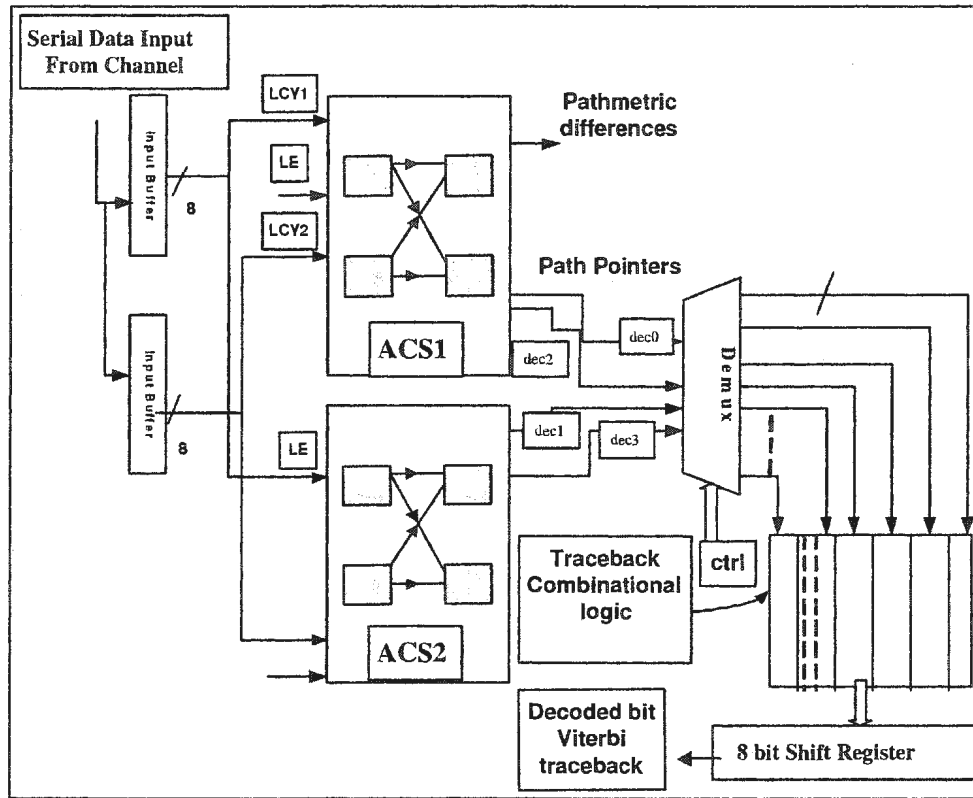 Serial Data Input
From Channel
LCY1
Pathmetric
differences
Input Buffer
LE
8
LCY2
Path Pointers
dec0
ACS1
dec2
Demux
Input Buffer
8
LE
dec1
dec3
Traceback
Combinational
logic
ctrl
ACS2
Decoded bit
Viterbi
traceback
8 bit Shift Register